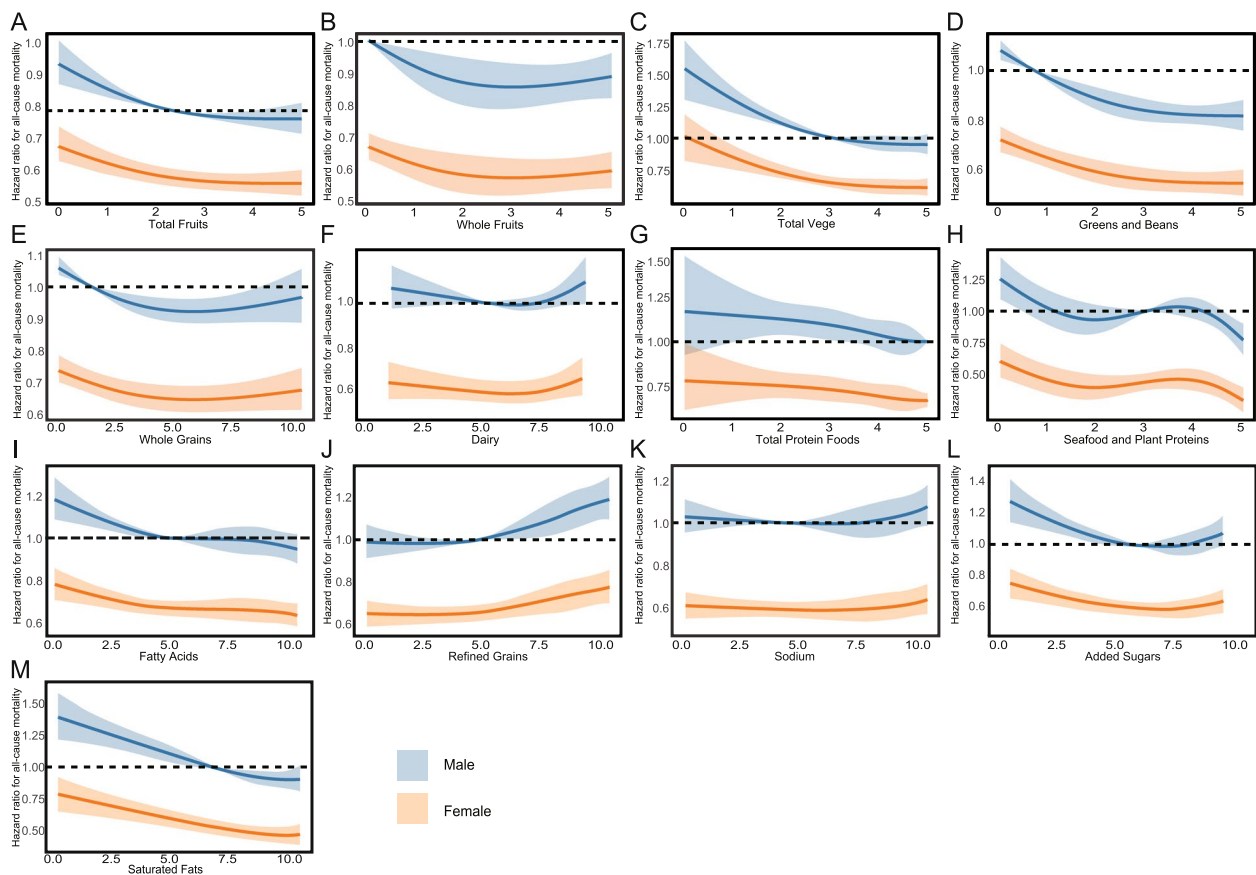 A
Hazard ratio for all-cause mortality
1.0
0.9
0.8
0.7
0.6
0.5
0 1 2 3 4 5
Total Fruits
B
Hazard ratio for all-cause mortality
1.0
0.9
0.8
0.7
0.6
0.5
0 1 2 3 4 5
Whole Fruits
C
Hazard ratio for all-cause mortality
1.75
1.50
1.25
1.00
0.75
0 1 2 3 4 5
Total Vege
D
Hazard ratio for all-cause mortality
1.0
0.8
0.6
0 1 2 3 4 5
Greens and Beans
E
Hazard ratio for all-cause mortality
1.1
1.0
0.9
0.8
0.7
0.6
0.0 2.5 5.0 7.5 10.0
Whole Grains
F
Hazard ratio for all-cause mortality
1.0
0.8
0.6
0.0 2.5 5.0 7.5 10.0
Dairy
G
Hazard ratio for all-cause mortality
1.50
1.25
1.00
0.75
0 1 2 3 4 5
Total Protein Foods
H
Hazard ratio for all-cause mortality
1.25
1.00
0.75
0.50
0 1 2 3 4 5
Seafood and Plant Proteins
I
Hazard ratio for all-cause mortality
1.2
1.0
0.8
0.6
0.0 2.5 5.0 7.5 10.0
Fatty Acids
J
Hazard ratio for all-cause mortality
1.2
1.0
0.8
0.6
0.0 2.5 5.0 7.5 10.0
Refined Grains
K
Hazard ratio for all-cause mortality
1.2
1.0
0.8
0.6
0.0 2.5 5.0 7.5 10.0
Sodium
L
Hazard ratio for all-cause mortality
1.4
1.2
1.0
0.8
0.6
0.0 2.5 5.0 7.5 10.0
Added Sugars
M
Hazard ratio for all-cause mortality
1.50
1.25
1.00
0.75
0.50
0.0 2.5 5.0 7.5 10.0
Saturated Fats
Male
Female